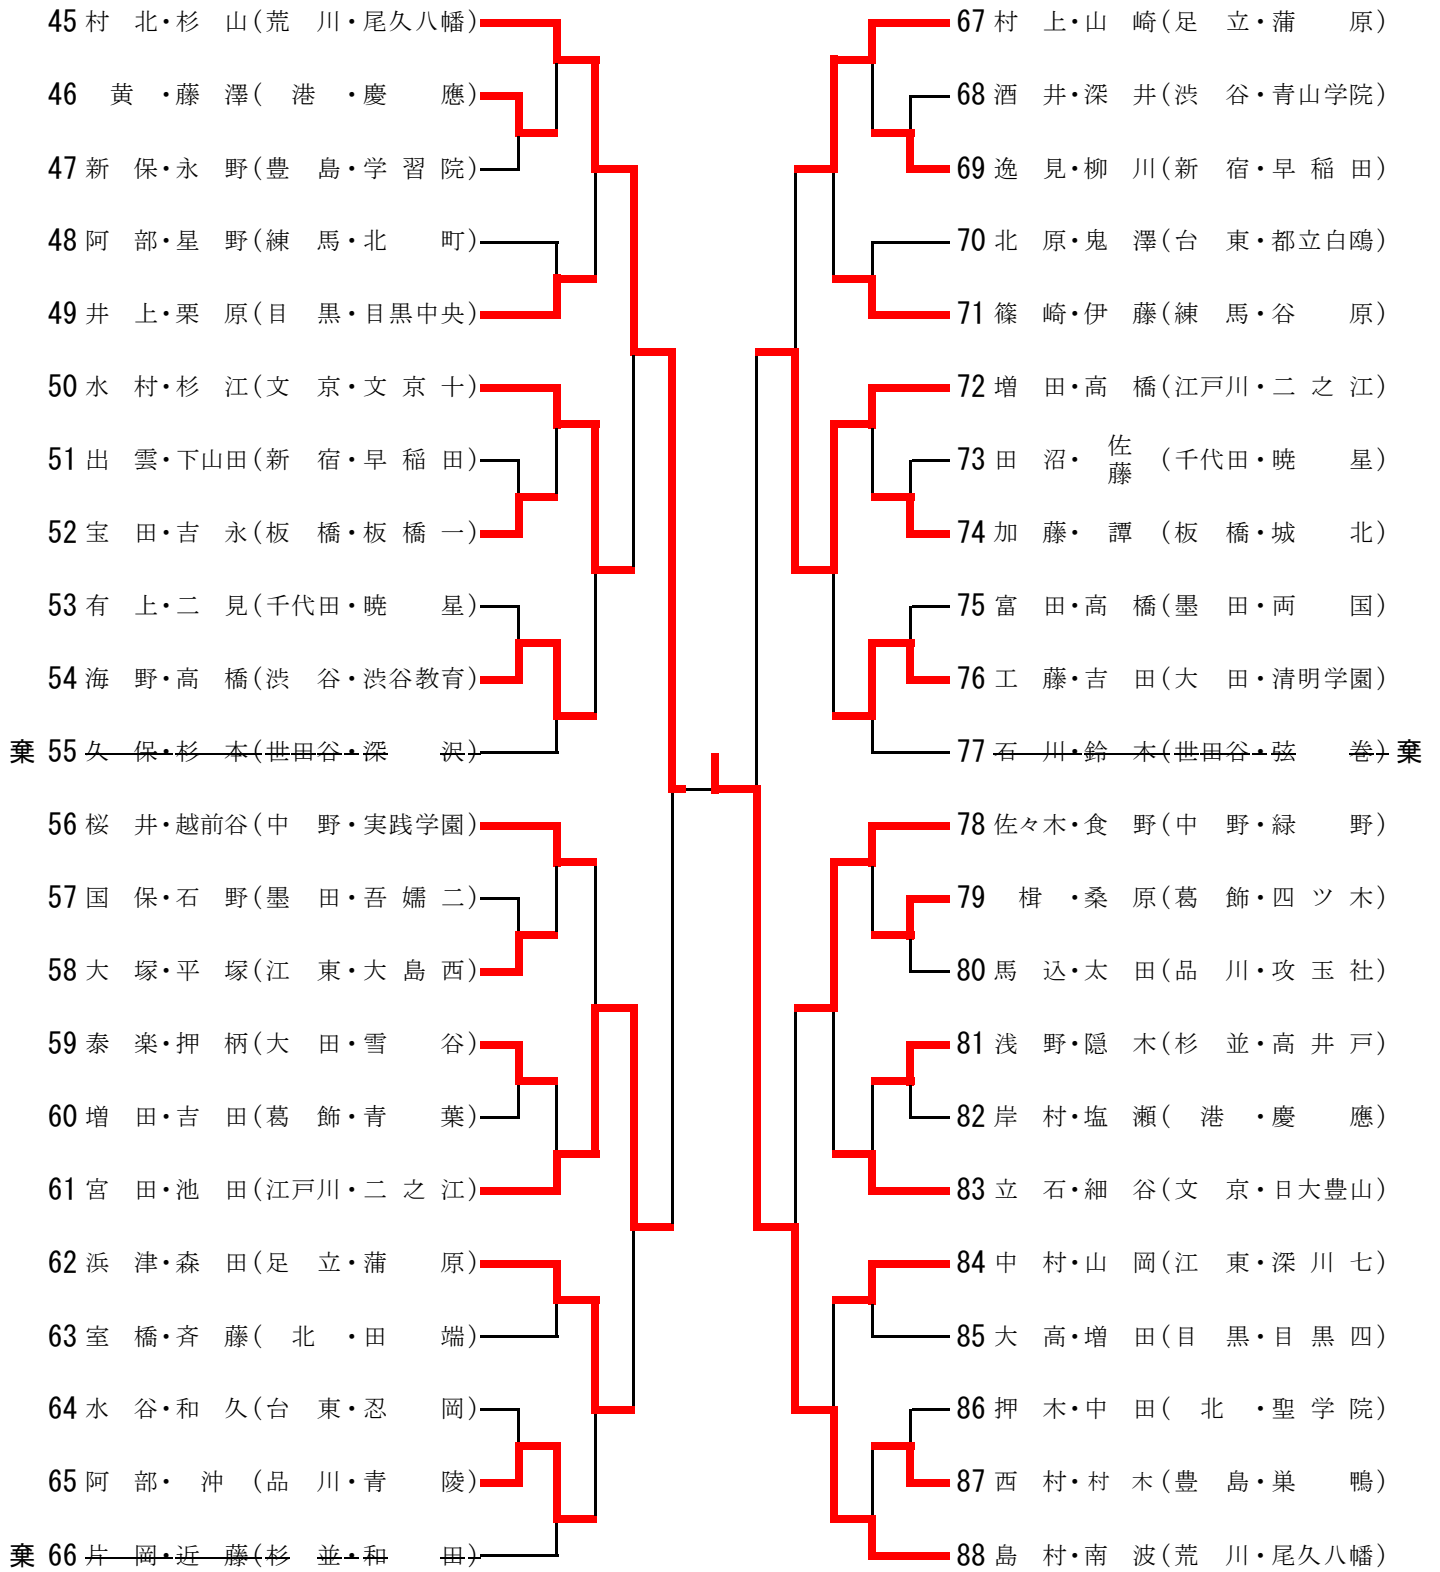 45 村 北・杉 山(荒 川・尾久八幡)
46 黄 ・藤 澤( 港 ・慶 應)
47 新 保・永 野(豊 島・学 習 院)
48 阿 部・星 野(練 馬・北 町)
49 井 上・栗 原(目 黒・目黒中央)
50 水 村・杉 江(文 京・文 京 十)
51 出 雲・下山田(新 宿・早 稲 田)
52 宝 田・吉 永(板 橋・板 橋 一)
53 有 上・二 見(千代田・暁 星)
54 海 野・高 橋(渋 谷・渋谷教育)
棄 55 久 保・杉 本(世田谷・深 沢)
56 桜 井・越前谷(中 野・実践学園)
57 国 保・石 野(墨 田・吾 嬬 二)
58 大 塚・平 塚(江 東・大 島 西)
59 泰 楽・押 柄(大 田・雪 谷)
60 増 田・吉 田(葛 飾・青 葉)
61 宮 田・池 田(江戸川・二 之 江)
62 浜 津・森 田(足 立・蒲 原)
63 室 橋・斉 藤( 北 ・田 端)
64 水 谷・和 久(台 東・忍 岡)
65 阿 部・ 沖 (品 川・青 陵)
棄 66 片 岡・近 藤(杉 並・和 田)
67 村 上・山 崎(足 立・蒲 原)
68 酒 井・深 井(渋 谷・青山学院)
69 逸 見・柳 川(新 宿・早 稲 田)
70 北 原・鬼 澤(台 東・都立白鴎)
71 篠 崎・伊 藤(練 馬・谷 原)
72 増 田・高 橋(江戸川・二 之 江)
73 田 沼・ 佐藤 (千代田・暁 星)
74 加 藤・ 譚 (板 橋・城 北)
75 富 田・高 橋(墨 田・両 国)
76 工 藤・吉 田(大 田・清明学園)
77 石 川・鈴 木(世田谷・弦 巻) 棄
78 佐々木・食 野(中 野・緑 野)
79 楫 ・桑 原(葛 飾・四 ツ 木)
80 馬 込・太 田(品 川・攻 玉 社)
81 浅 野・隠 木(杉 並・高 井 戸)
82 岸 村・塩 瀬( 港 ・慶 應)
83 立 石・細 谷(文 京・日大豊山)
84 中 村・山 岡(江 東・深 川 七)
85 大 高・増 田(目 黒・目 黒 四)
86 押 木・中 田( 北 ・聖 学 院)
87 西 村・村 木(豊 島・巣 鴨)
88 島 村・南 波(荒 川・尾久八幡)